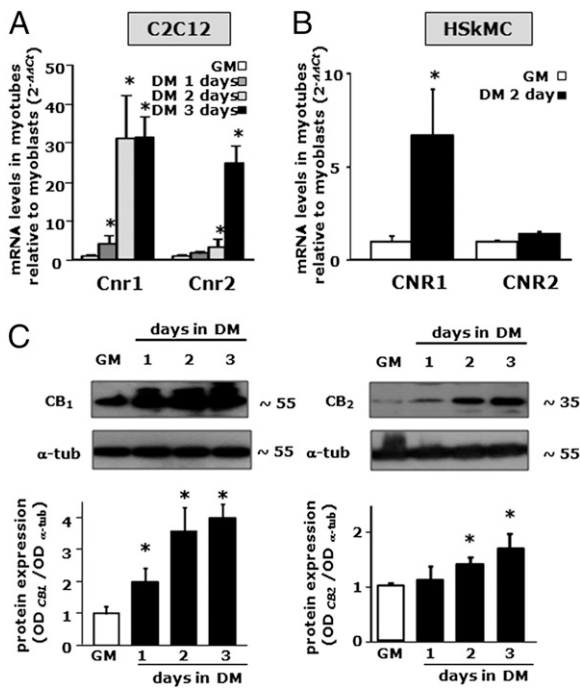 A
C2C12
mRNA levels in myotubes
relative to myoblasts (2-ΔΔCt)
50
40
30
20
10
0
GM
DM 1 days
DM 2 days
DM 3 days
*
*
*
*
*
Cnr1
Cnr2
B
HSkMC
mRNA levels in myotubes
relative to myoblasts (2-ΔΔCt)
10
5
0
GM
DM 2 day
*
CNR1
CNR2
C
days in DM
GM 1 2 3
CB1 ~ 55
α-tub ~ 55
protein expression
(OD CB1 /OD α-tub)
4
3
2
1
0
*
*
*
GM 1 2 3
days in DM
days in DM
GM 1 2 3
CB2 ~ 35
α-tub ~ 55
protein expression
(OD CB2 /OD α-tub)
2
1
0
*
*
GM 1 2 3
days in DM